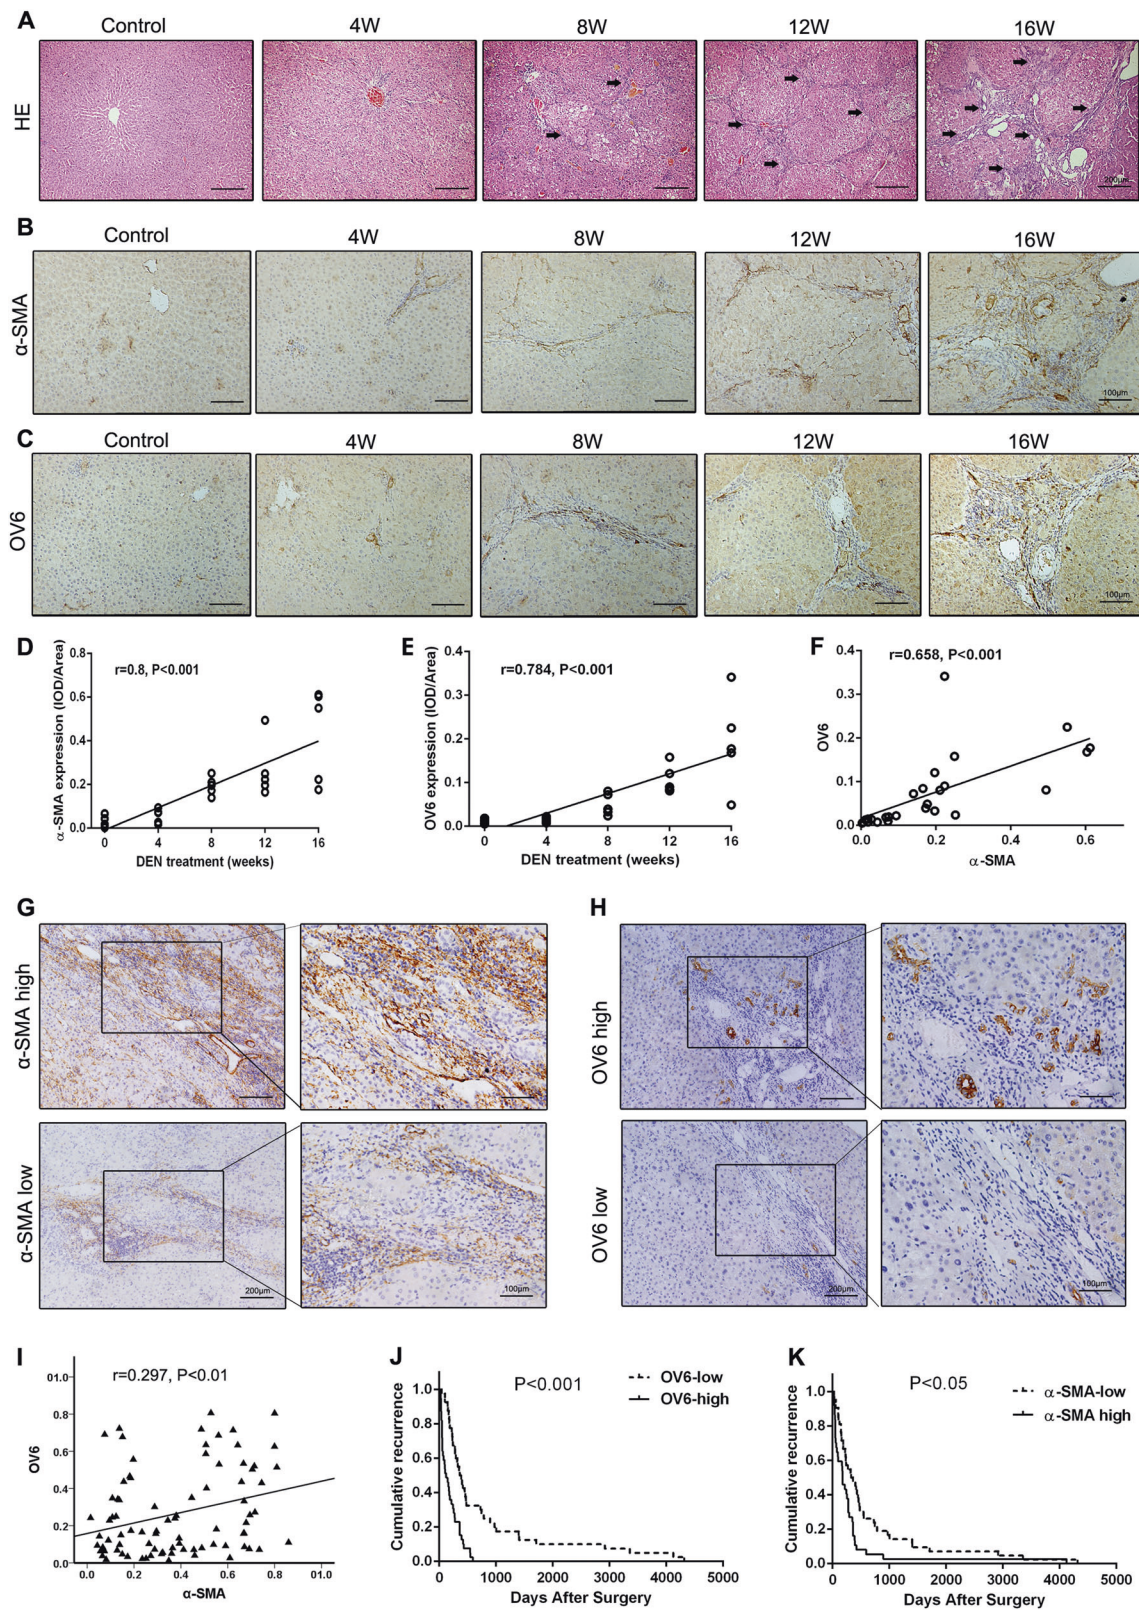 A
Control
4W
8W
12W
16W
HE
200μm
B
Control
4W
8W
12W
16W
α-SMA
100μm
C
Control
4W
8W
12W
16W
OV6
100μm
D
r=0.8, P<0.001
α-SMA expression (IOD/Area)
0.8
0.6
0.4
0.2
0.0
0
4
8
12
16
DEN treatment (weeks)
E
r=0.784, P<0.001
OV6 expression (IOD/Area)
0.4
0.3
0.2
0.1
0.0
0
4
8
12
16
DEN treatment (weeks)
F
r=0.658, P<0.001
OV6
0.4
0.3
0.2
0.1
0.0
0.0
0.2
0.4
0.6
α-SMA
G
α-SMA high
α-SMA low
200μm
100μm
H
OV6 high
OV6 low
200μm
100μm
I
r=0.297, P<0.01
OV6
01.0
0.8
0.6
0.4
0.2
0.0
0.0
0.2
0.4
0.6
0.8
01.0
α-SMA
J
P<0.001
OV6-low
OV6-high
Cumulative recurrence
1.0
0.8
0.6
0.4
0.2
0.0
0
1000
2000
3000
4000
5000
Days After Surgery
K
P<0.05
α-SMA-low
α-SMA high
Cumulative recurrence
1.0
0.8
0.6
0.4
0.2
0.0
0
1000
2000
3000
4000
5000
Days After Surgery